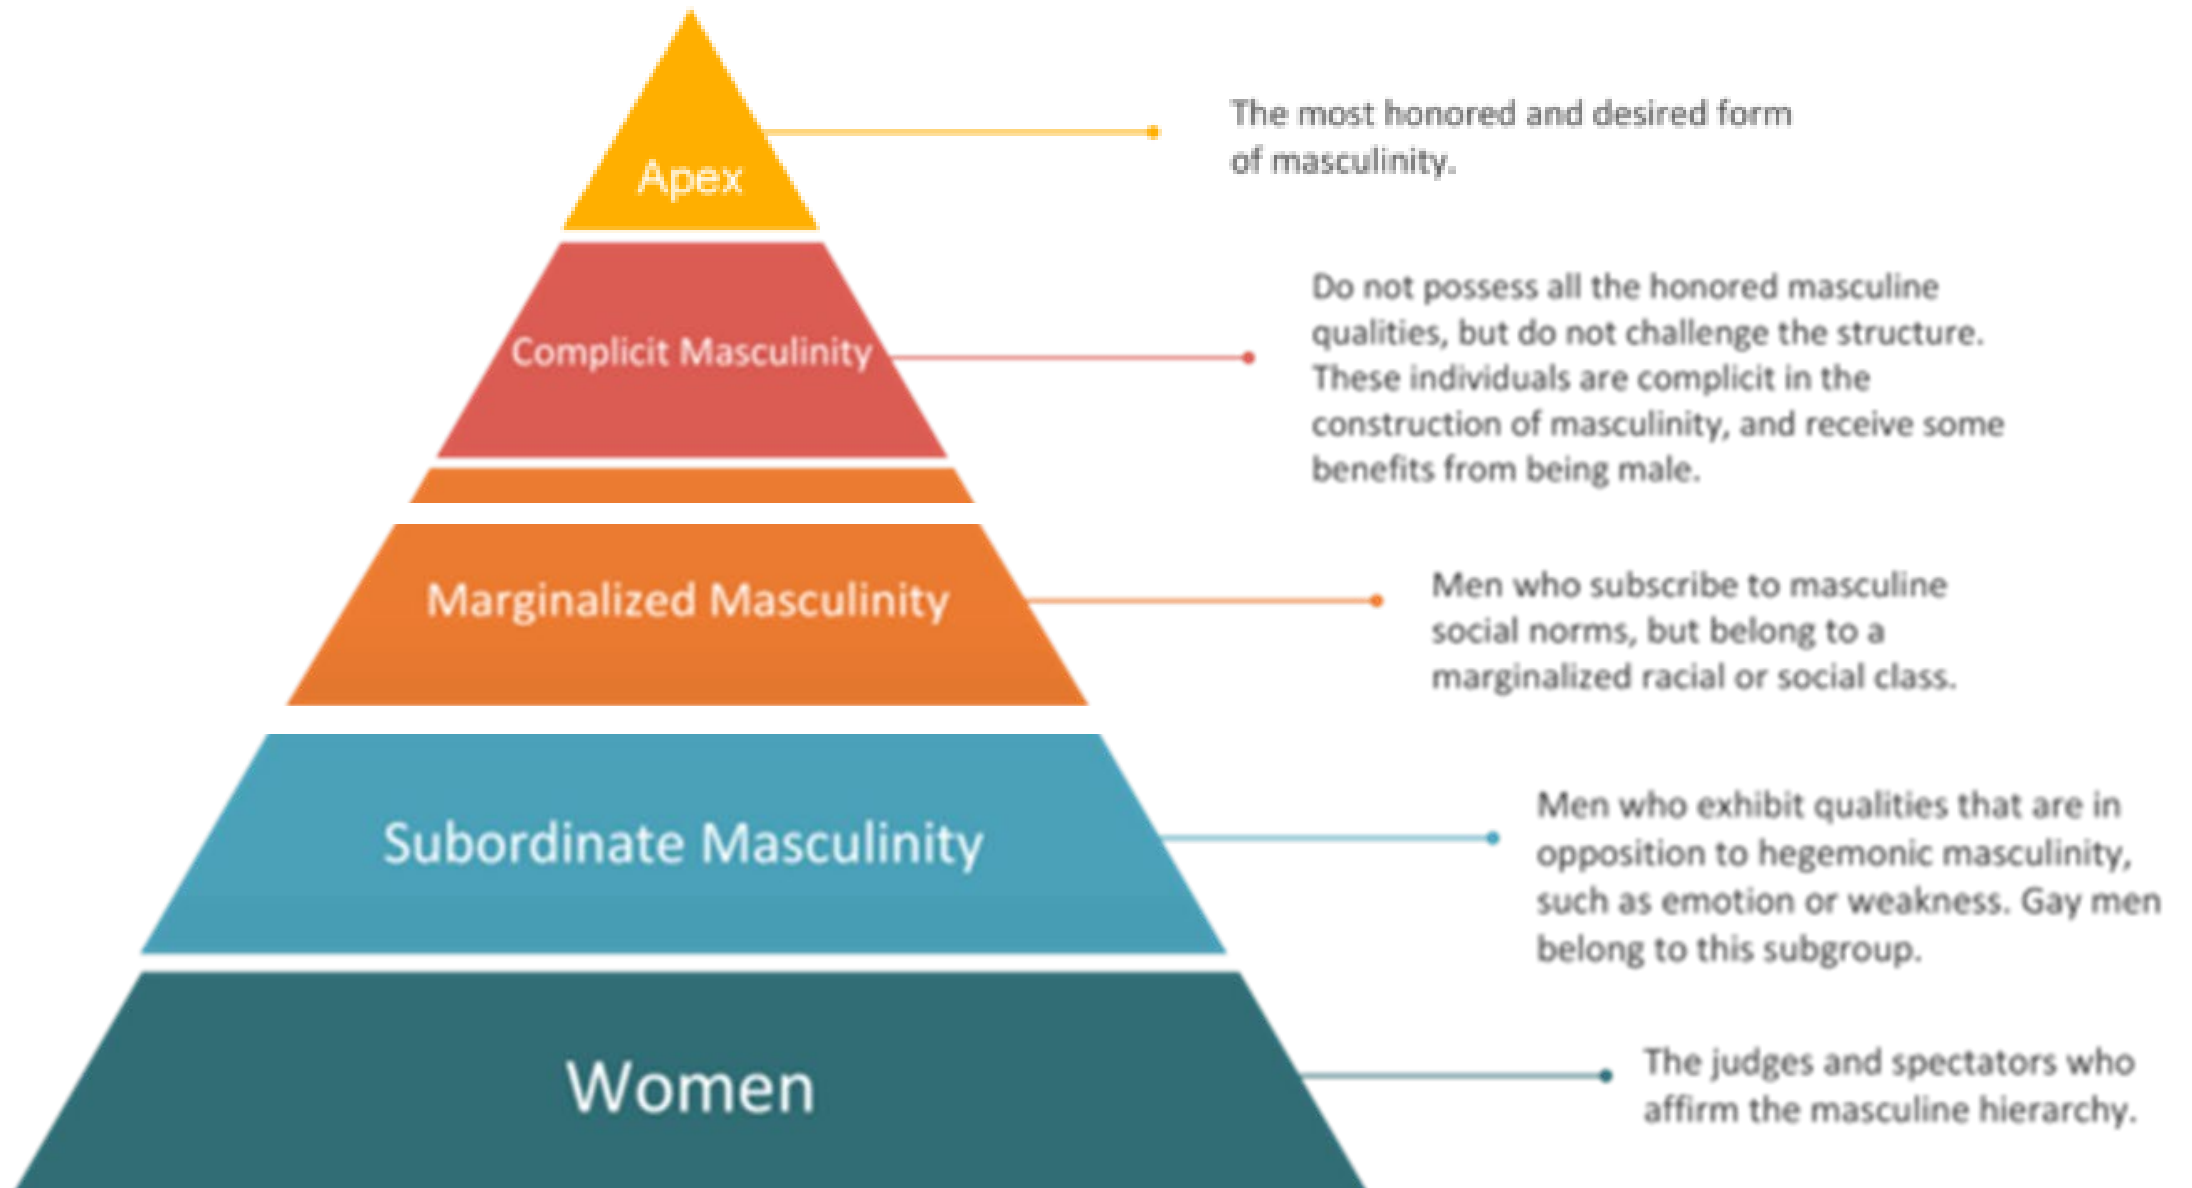 Apex
The most honored and desired form
of masculinity.
Complicit Masculinity
Do not possess all the honored masculine
qualities, but do not challenge the structure.
These individuals are complicit in the
construction of masculinity, and receive some
benefits from being male.
Marginalized Masculinity
Men who subscribe to masculine
social norms, but belong to a
marginalized racial or social class.
Subordinate Masculinity
Men who exhibit qualities that are in
opposition to hegemonic masculinity,
such as emotion or weakness. Gay men
belong to this subgroup.
Women
The judges and spectators who
affirm the masculine hierarchy.